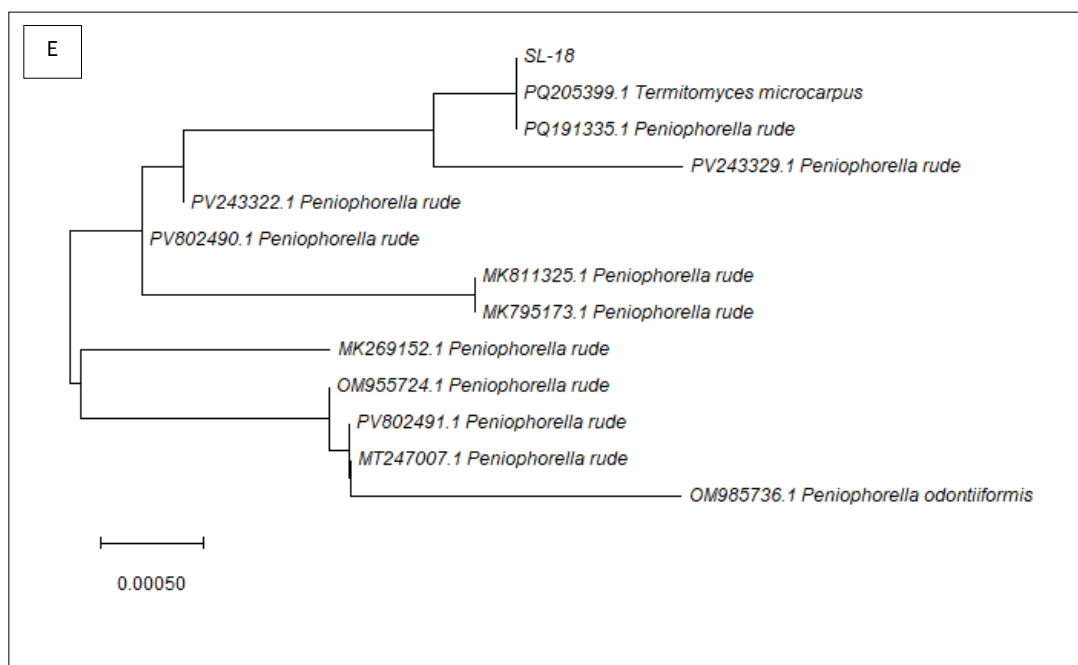 E
SL-18
PQ205399.1 Termitomyces microcarpus
PQ191335.1 Peniophorella rude
PV243329.1 Peniophorella rude
PV243322.1 Peniophorella rude
PV802490.1 Peniophorella rude
MK811325.1 Peniophorella rude
MK795173.1 Peniophorella rude
MK269152.1 Peniophorella rude
OM955724.1 Peniophorella rude
PV802491.1 Peniophorella rude
MT247007.1 Peniophorella rude
OM985736.1 Peniophorella odontiiformis
0.00050